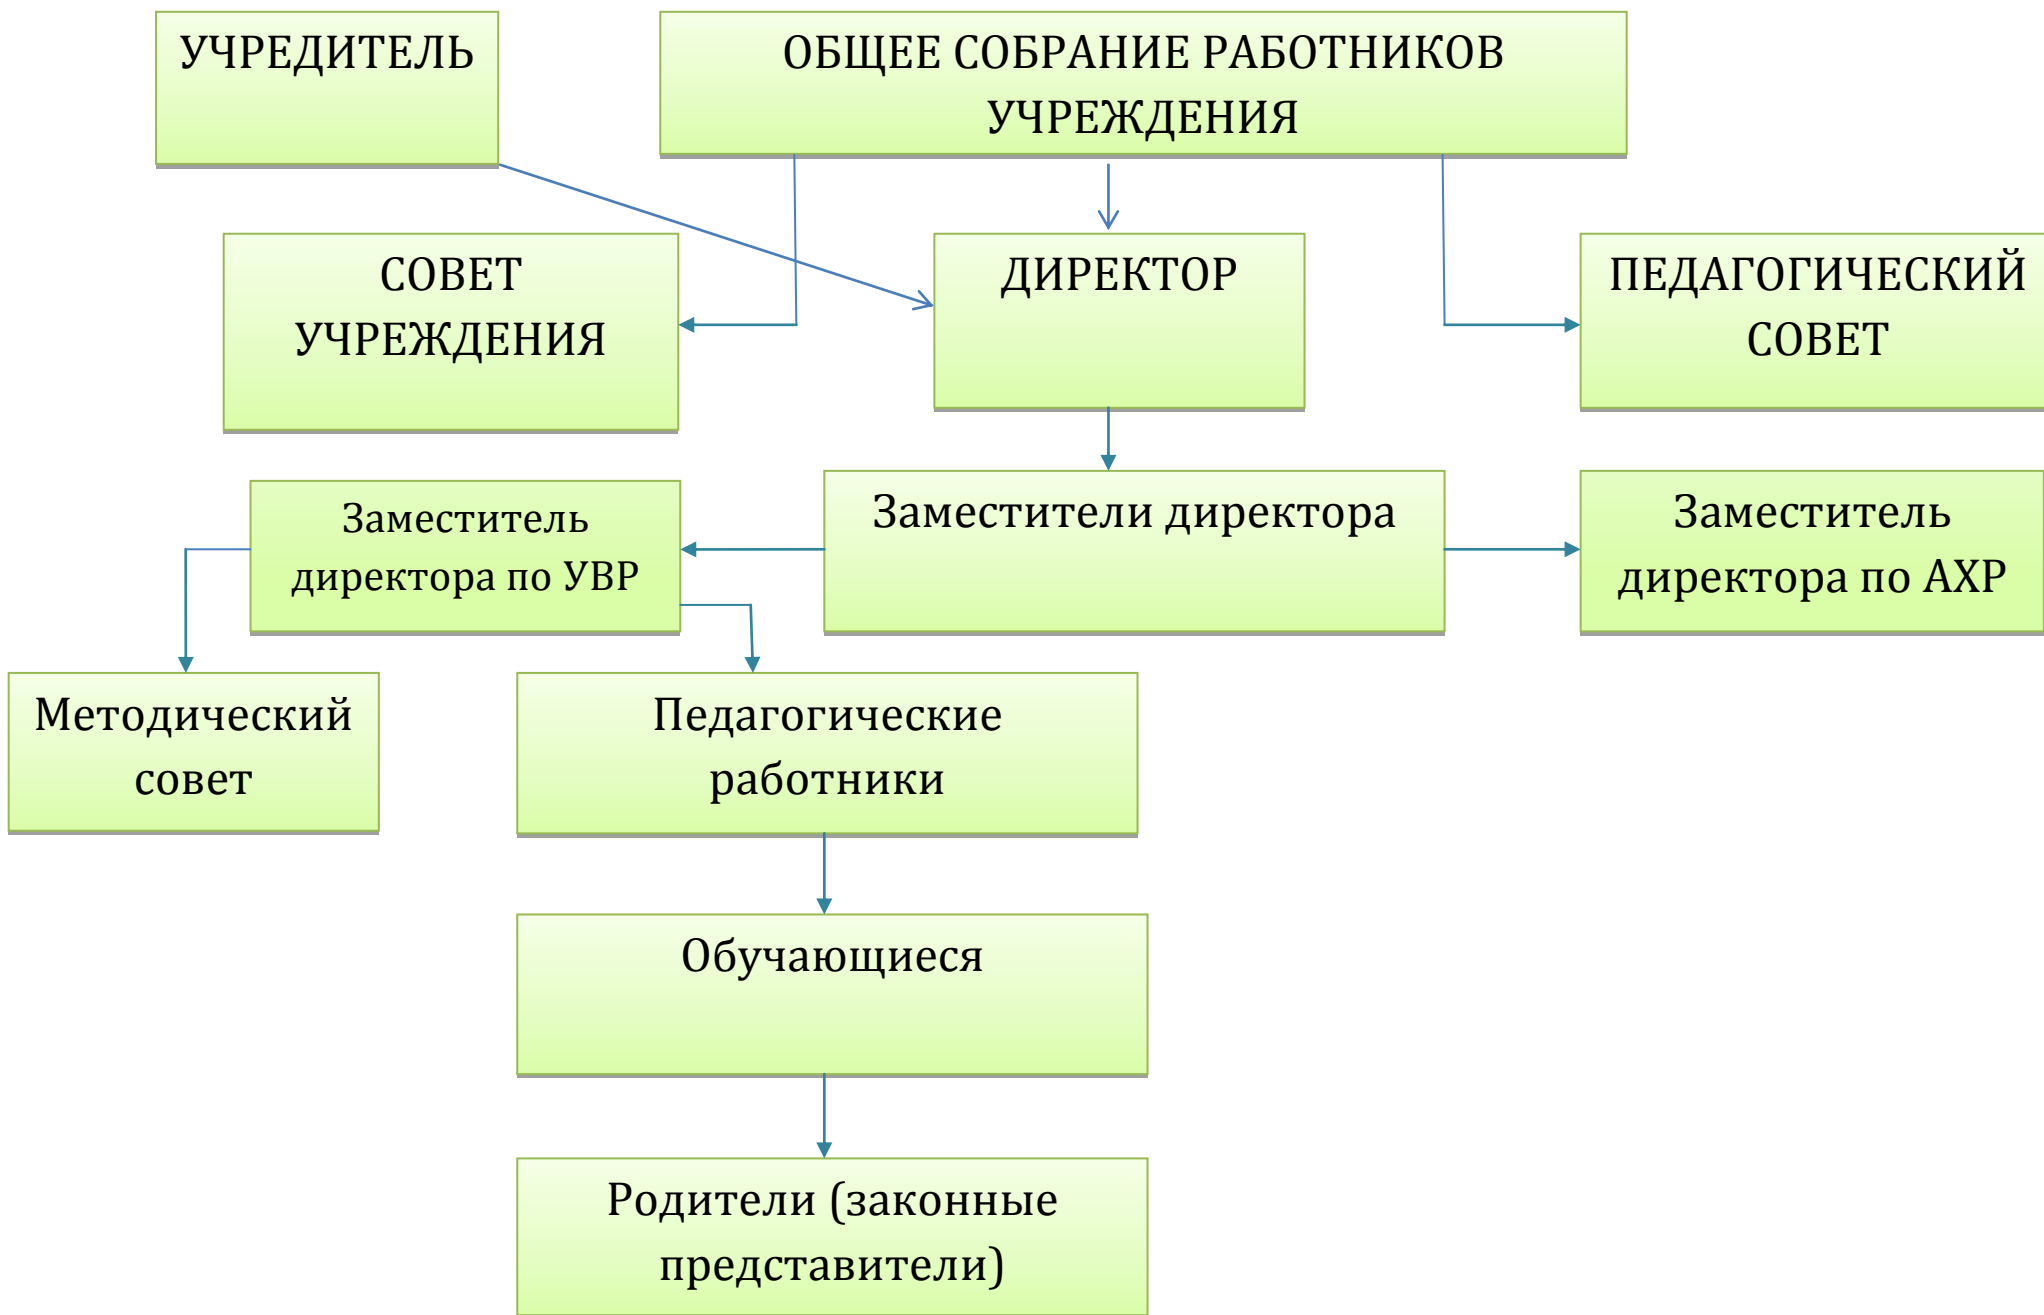 УЧРЕДИТЕЛЬ
ОБЩЕЕ СОБРАНИЕ РАБОТНИКОВ
УЧРЕЖДЕНИЯ
СОВЕТ
УЧРЕЖДЕНИЯ
ДИРЕКТОР
ПЕДАГОГИЧЕСКИЙ
СОВЕТ
Заместитель
директора по УВР
Заместители директора
Заместитель
директора по АХР
Методический
совет
Педагогические
работники
Обучающиеся
Родители (законные
представители)